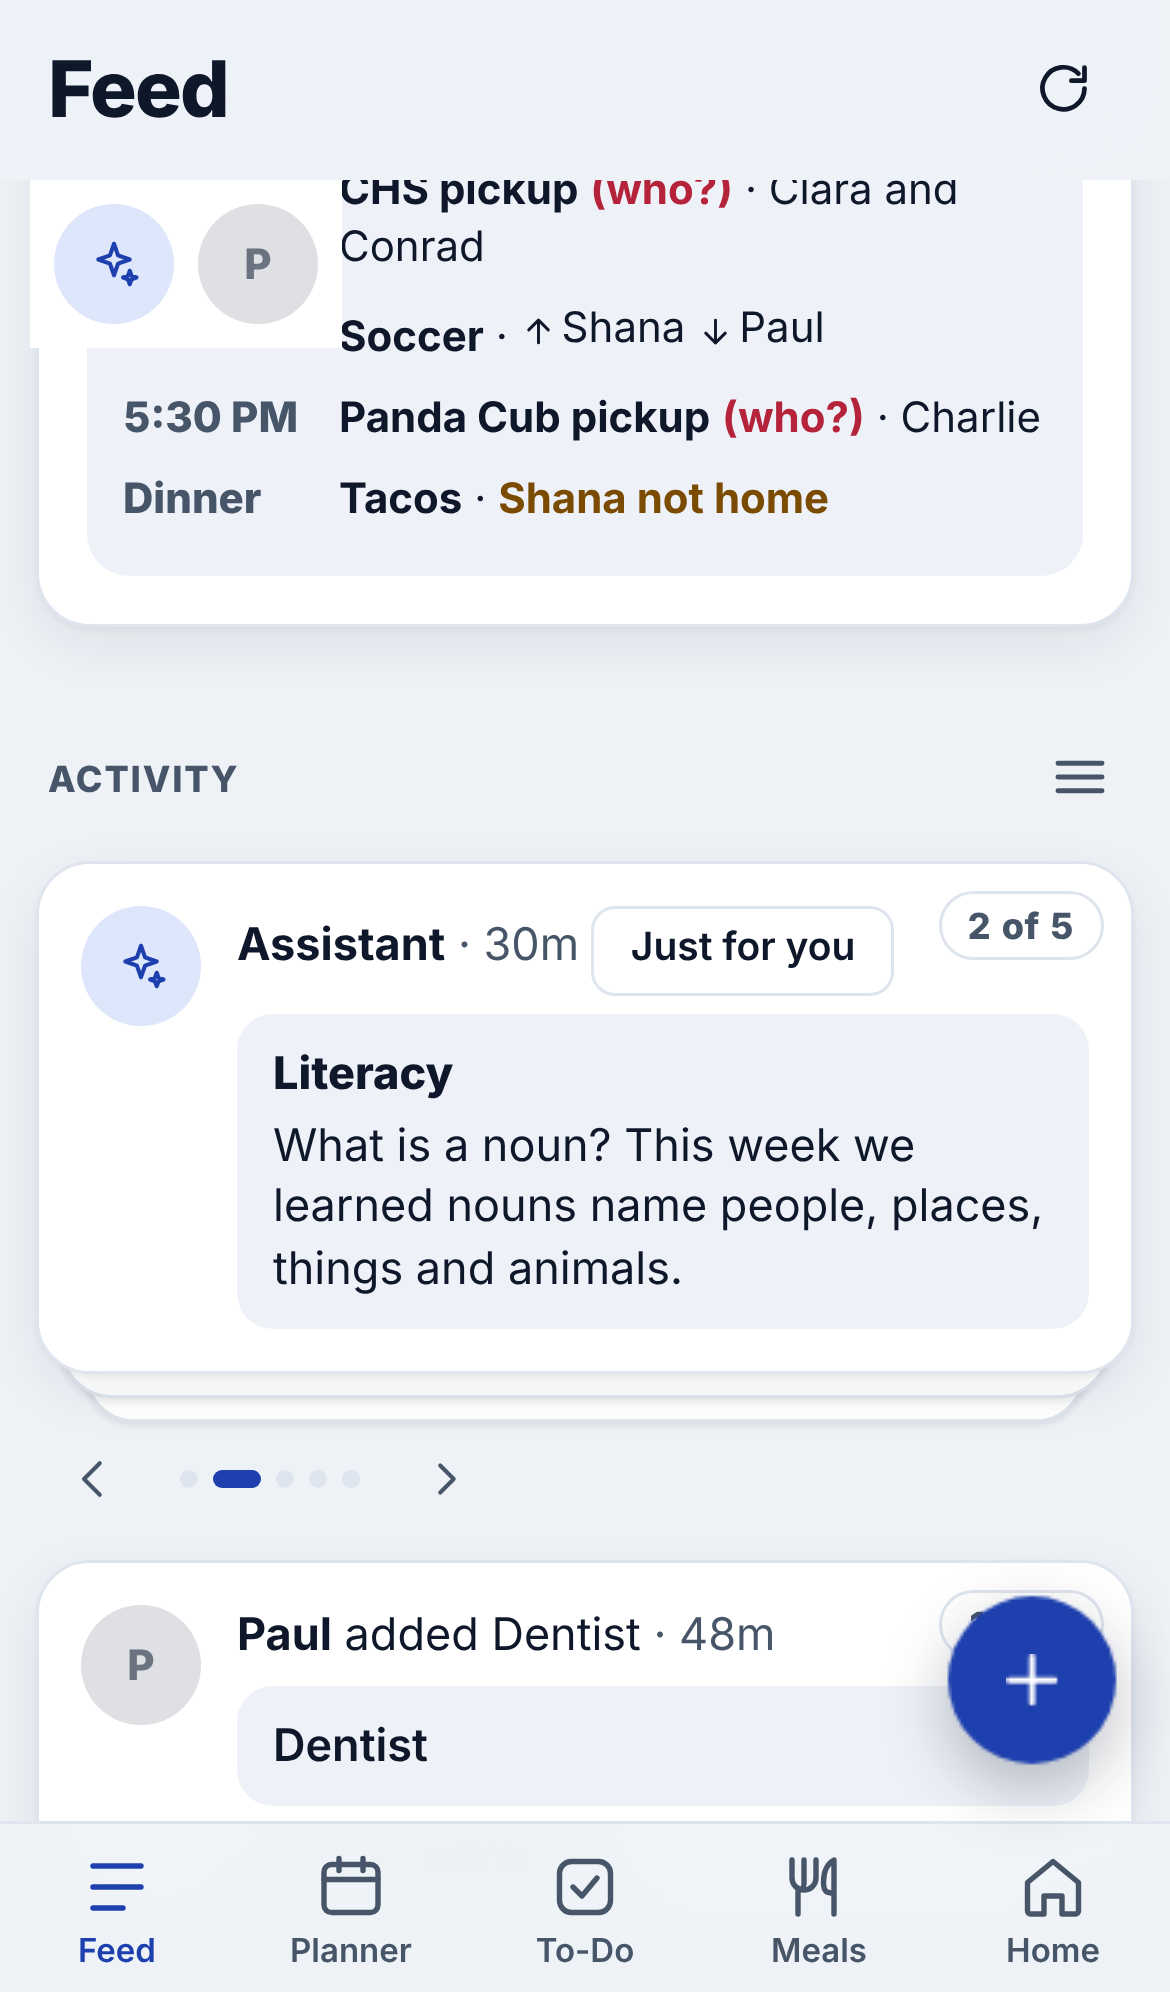 Feed
CHS pickup (who?) · Clara and
Conrad
P
Soccer · ↑ Shana ↓ Paul
5:30 PM Panda Cub pickup (who?) · Charlie
Dinner Tacos · Shana not home
ACTIVITY
Assistant · 30m Just for you 2 of 5
Literacy
What is a noun? This week we
learned nouns name people, places,
things and animals.
P
Paul added Dentist · 48m
Dentist
Feed Planner To-Do Meals Home